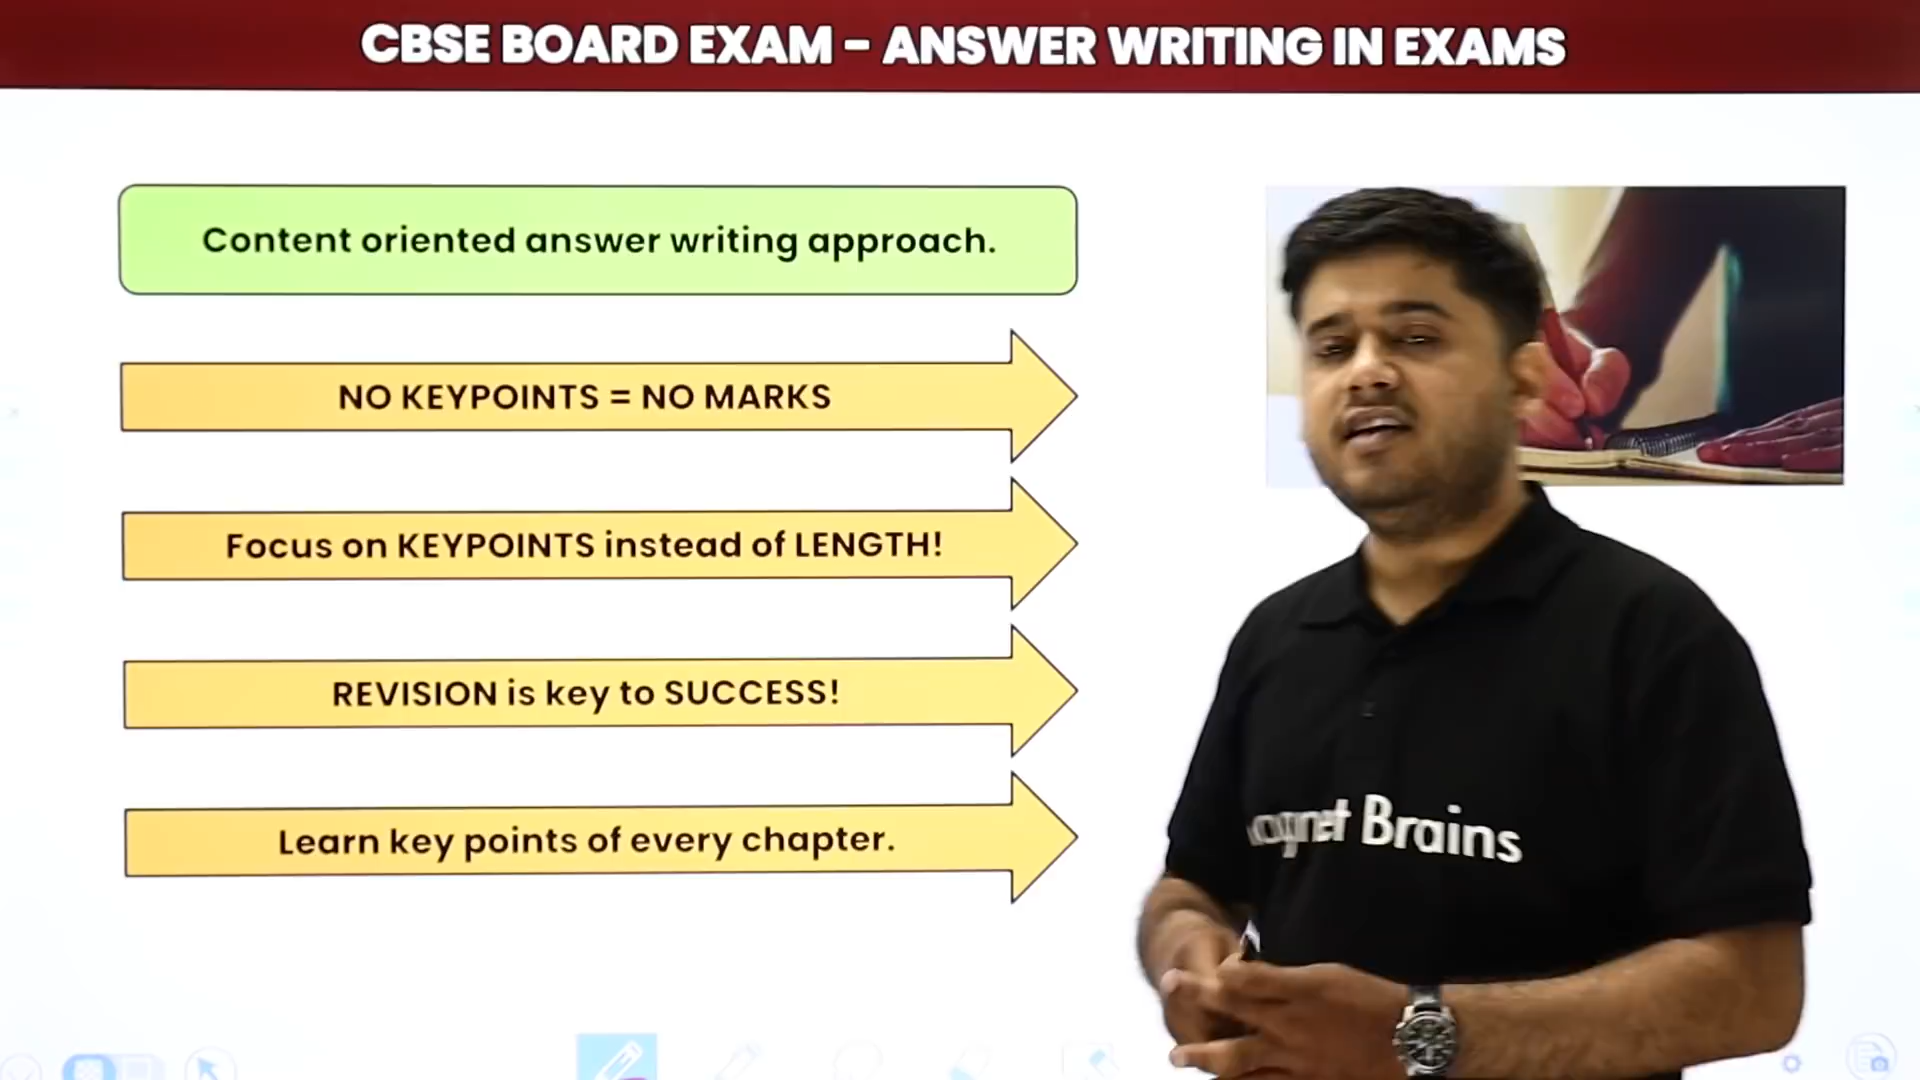 CBSE BOARD EXAM - ANSWER WRITING IN EXAMS
Content oriented answer writing approach.
NO KEYPOINTS = NO MARKS
Focus on KEYPOINTS instead of LENGTH!
REVISION is key to SUCCESS!
Learn key points of every chapter.
Brains